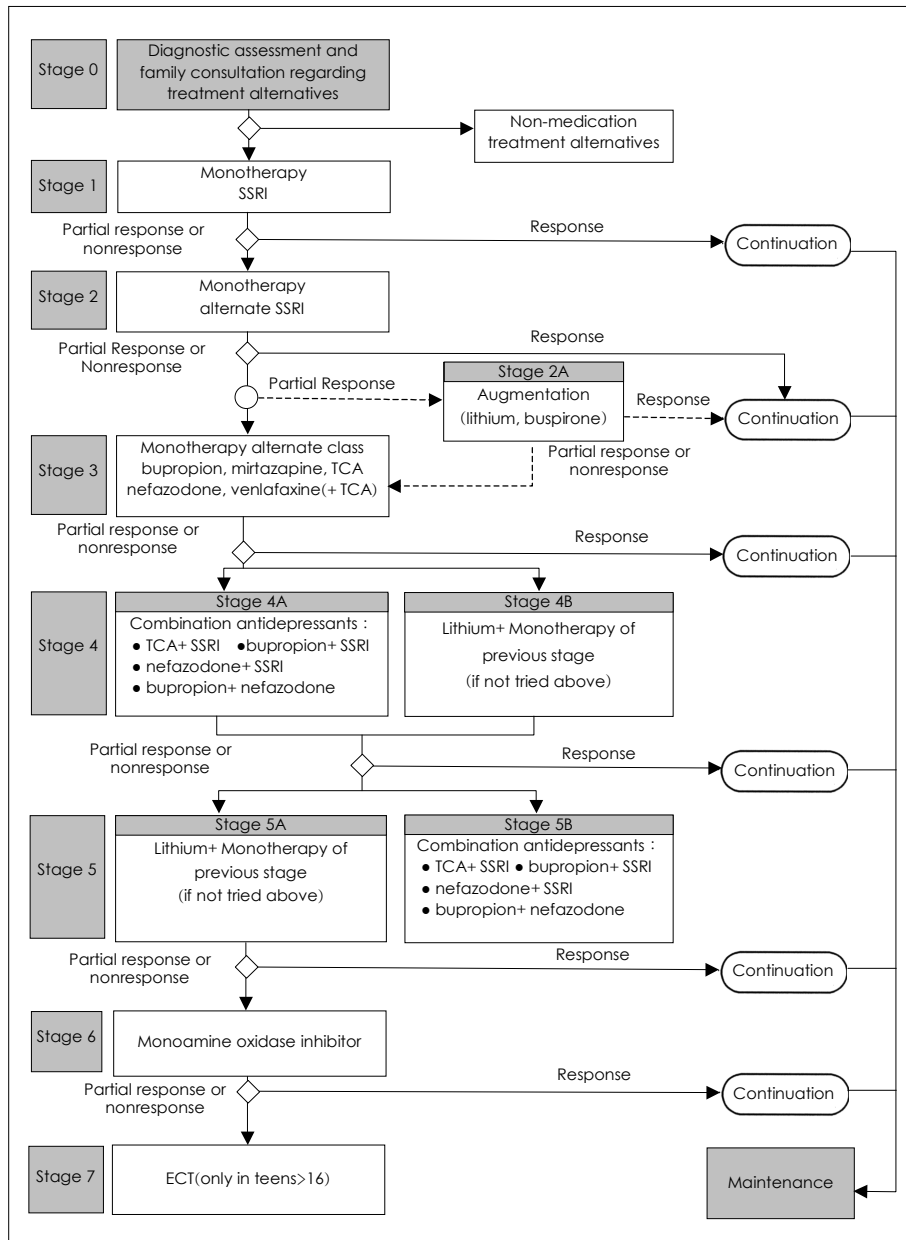 Stage 0
Diagnostic assessment and
family consultation regarding
treatment alternatives
Non-medication
treatment alternatives
Stage 1
Monotherapy
SSRI
Partial response or
nonresponse
Response
Continuation
Stage 2
Monotherapy
alternate SSRI
Partial Response or
Nonresponse
Response
Partial Response
Stage 2A
Augmentation
(lithium, buspirone)
Response
Continuation
Partial response or
nonresponse
Stage 3
Monotherapy alternate class
bupropion, mirtazapine, TCA
nefazodone, venlafaxine(+ TCA)
Partial response or
nonresponse
Response
Continuation
Stage 4
Stage 4A
Combination antidepressants :
● TCA+ SSRI ●bupropion+ SSRI
● nefazodone+ SSRI
● bupropion+ nefazodone
Stage 4B
Lithium+ Monotherapy of
previous stage
(if not tried above)
Partial response or
nonresponse
Response
Continuation
Stage 5
Stage 5A
Lithium+ Monotherapy of
previous stage
(if not tried above)
Stage 5B
Combination antidepressants :
● TCA+ SSRI ● bupropion+ SSRI
● nefazodone+ SSRI
● bupropion+ nefazodone
Partial response or
nonresponse
Response
Continuation
Stage 6
Monoamine oxidase inhibitor
Partial response or
nonresponse
Response
Continuation
Stage 7
ECT(only in teens>16)
Maintenance